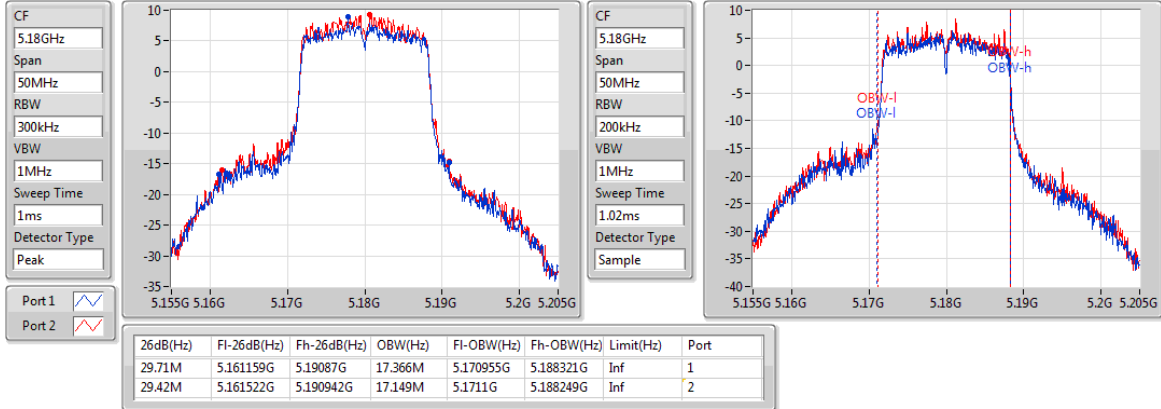 CF
5.18GHz
Span
50MHz
RBW
300kHz
VBW
1MHz
Sweep Time
1ms
Detector Type
Peak
Port 1
Port 2
10
5
0
-5
-10
-15
-20
-25
-30
-35
5.155G 5.16G 5.17G 5.18G 5.19G 5.2G 5.205G
CF
5.18GHz
Span
50MHz
RBW
200kHz
VBW
1MHz
Sweep Time
1.02ms
Detector Type
Sample
10
5
0
-5
-10
-15
-20
-25
-30
-35
-40
OBW-h
OBW-h
OBW-l
OBW-l
5.155G 5.16G 5.17G 5.18G 5.19G 5.2G 5.205G
26dB(Hz) Fl-26dB(Hz) Fh-26dB(Hz) OBW(Hz) Fl-OBW(Hz) Fh-OBW(Hz) Limit(Hz) Port
29.71M 5.161159G 5.19087G 17.366M 5.170955G 5.188321G Inf 1
29.42M 5.161522G 5.190942G 17.149M 5.1711G 5.188249G Inf 2